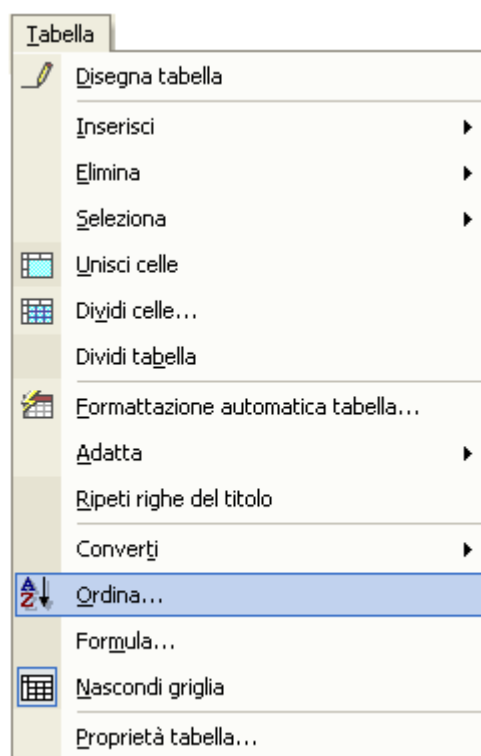 Tabella
Disegna tabella
Inserisci
Elimina
Seleziona
Unisci celle
Dividi celle...
Dividi tabella
Formattazione automatica tabella...
Adatta
Ripeti righe del titolo
Converti
Ordina...
Formula...
Nascondi griglia
Proprietà tabella...